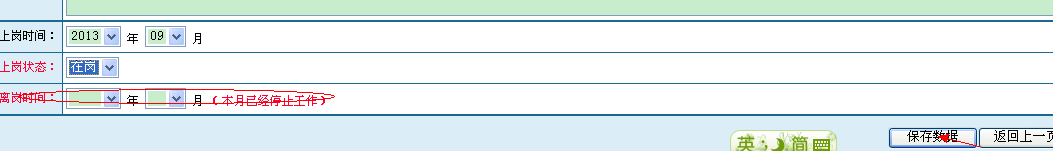 上岗时间： 2013 年 09 月
上岗状态： 在岗
离岗时间： 年 月 （本月已经停止工作）
英 简
保存数据 返回上一页